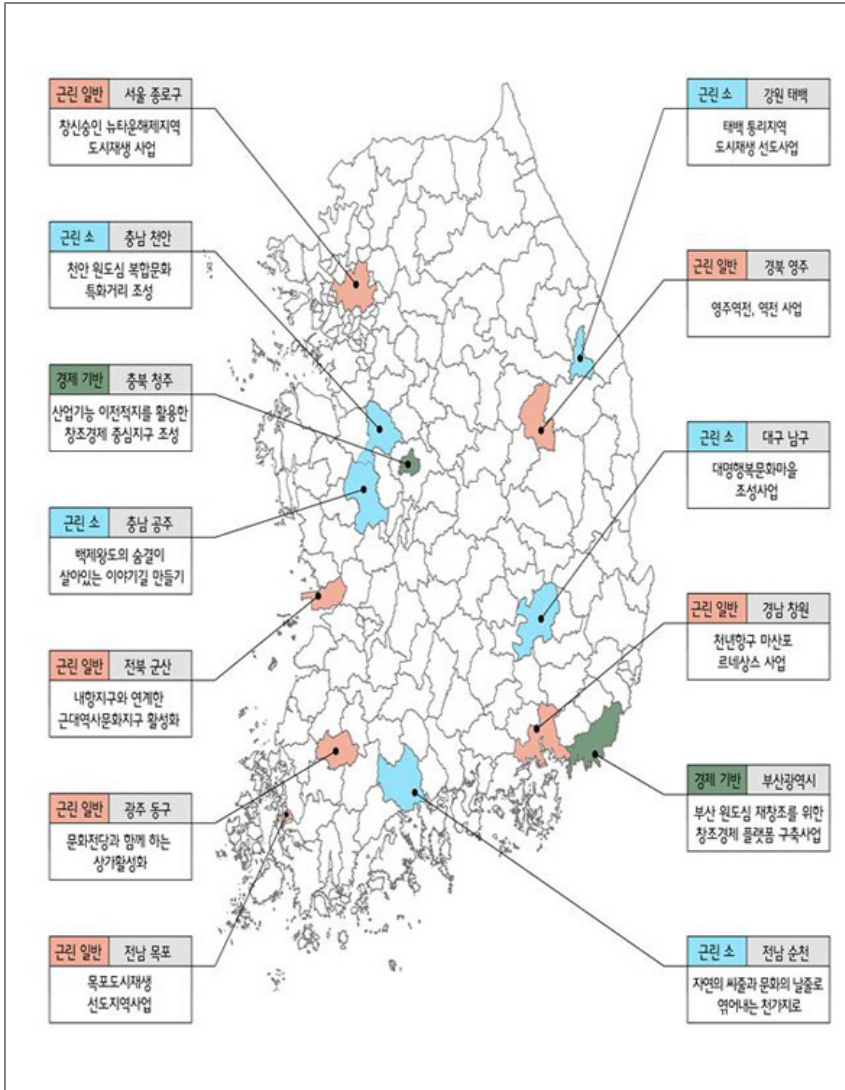 근린 일반 서울 종로구
창신숭인 뉴타운해제지역
도시재생 사업
근린 소 충남 천안
천안 원도심 복합문화
특화거리 조성
경제 기반 충북 청주
산업기능 이전적지를 활용한
창조경제 중심지구 조성
근린 소 충남 공주
백제왕도의 숨결이
살아있는 이야기길 만들기
근린 일반 전북 군산
내항지구와 연계한
근대역사문화지구 활성화
근린 일반 광주 동구
문화전당과 함께 하는
상가활성화
근린 일반 전남 목포
목포도시재생
선도지역사업
근린 소 강원 태백
태백 통리지역
도시재생 선도사업
근린 일반 경북 영주
영주역전, 역전 사업
근린 소 대구 남구
대명행복문화마을
조성사업
근린 일반 경남 창원
천년항구 마산포
르네상스 사업
경제 기반 부산광역시
부산 원도심 재창조를 위한
창조경제 플랫폼 구축사업
근린 소 전남 순천
자연의 씨줄과 문화의 날줄로
엮어내는 천가지로